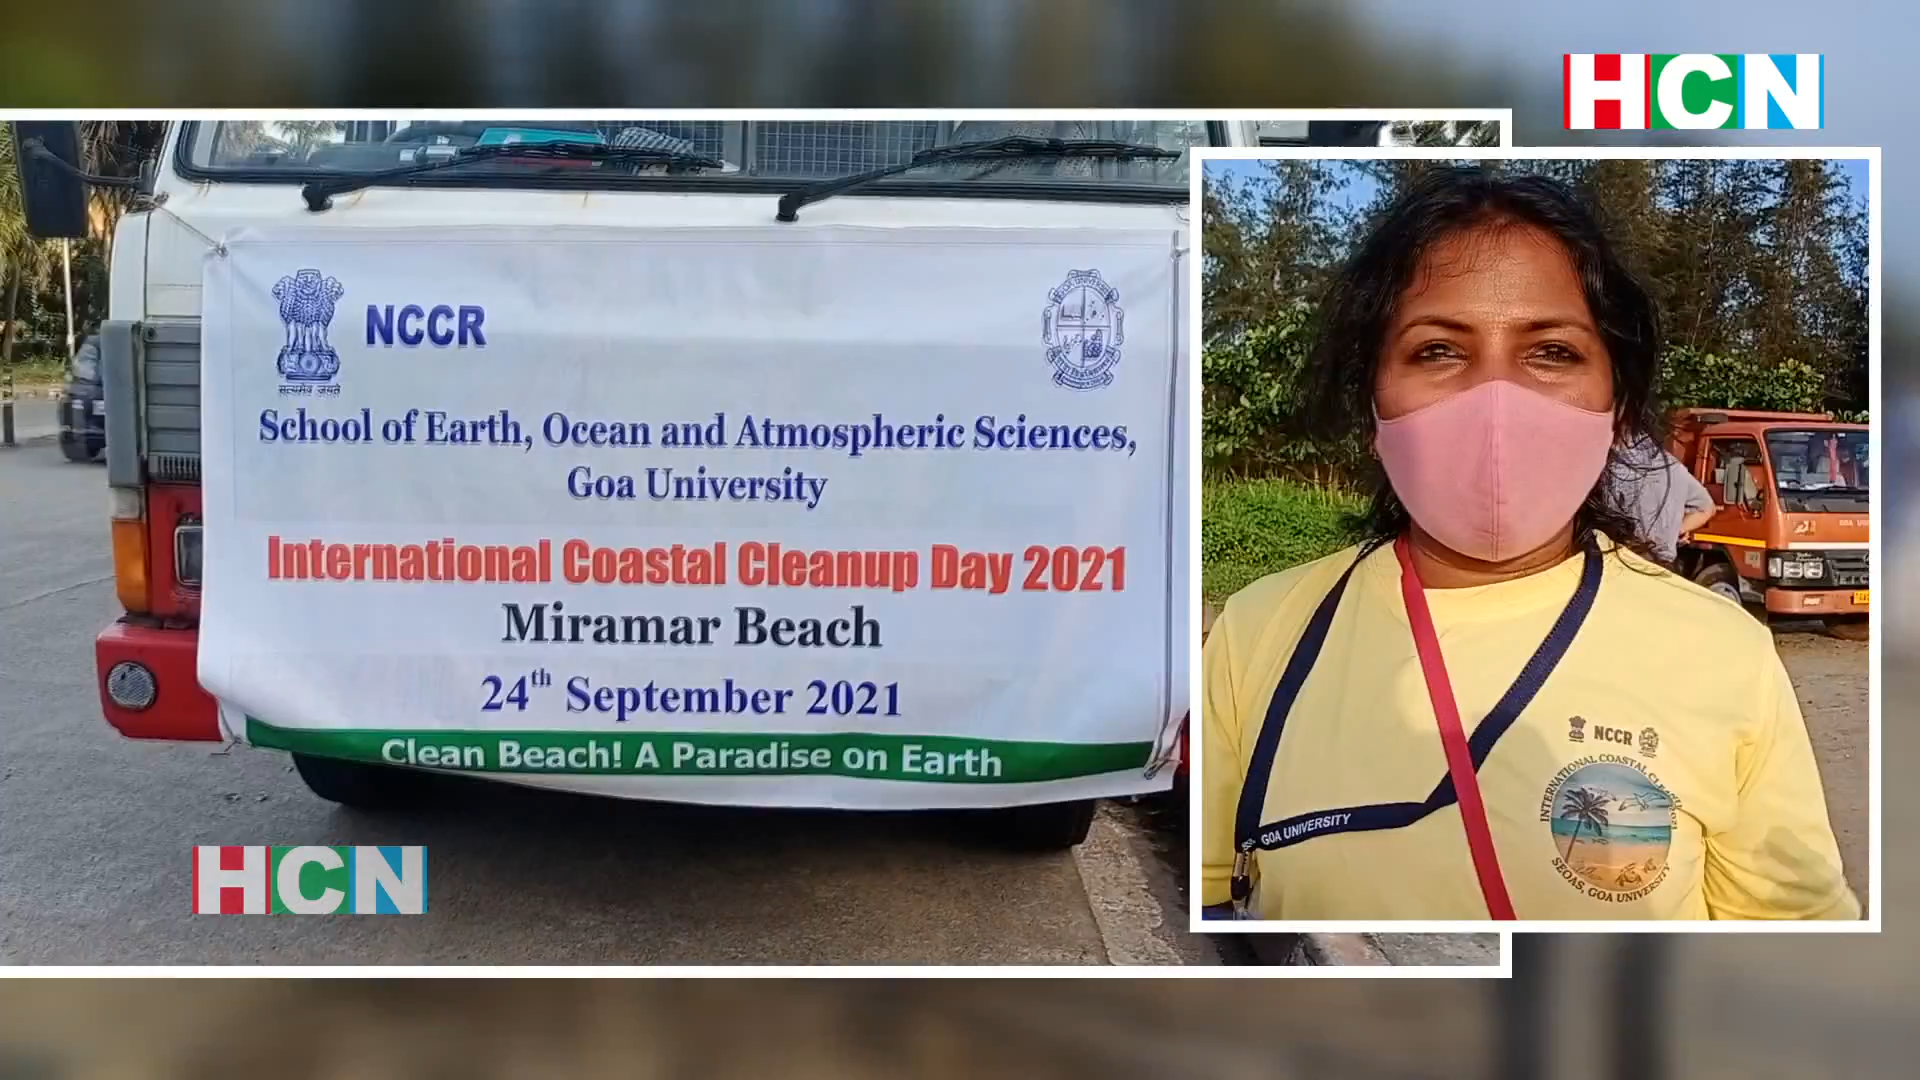 HCN
NCCR
सत्यमेव जयते
School of Earth, Ocean and Atmospheric Sciences,
Goa University
International Coastal Cleanup Day 2021
Miramar Beach
24th September 2021
Clean Beach! A Paradise on Earth
HCN
GOA UNIVERSITY
NCCR
INTERNATIONAL COASTAL
SEOAS, GOA UNIVERSITY